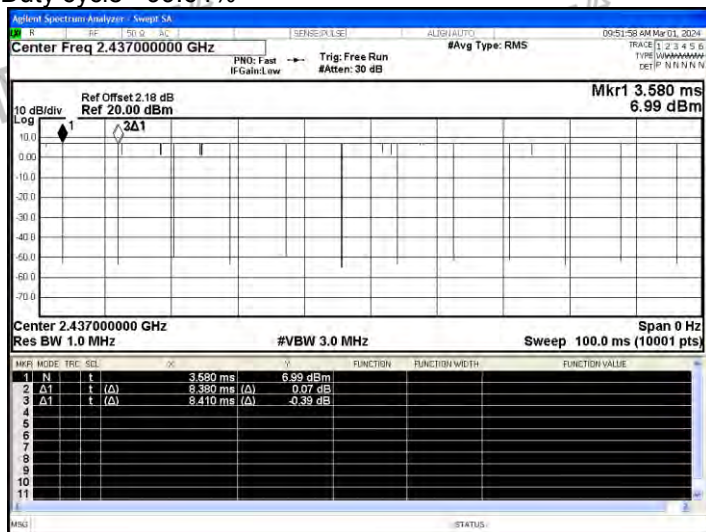 Agilent Spectrum Analyzer - Swept SA
R RF 50 Ω AC SENSE:PULSE ALIGN AUTO 09:51:58 AM Mar 01, 2024
Center Freq 2.437000000 GHz #Avg Type: RMS TRACE 1 2 3 4 5 6
PNO: Fast Trig: Free Run TYPE
IFGain:Low #Atten: 30 dB DET P N N N N N
Mkr1 3.580 ms
Ref Offset 2.18 dB
10 dB/div Ref 20.00 dBm 6.99 dBm
Log
1 3Δ1
10.0
0.00
-10.0
-20.0
-30.0
-40.0
-50.0
-60.0
-70.0
Center 2.437000000 GHz Span 0 Hz
Res BW 1.0 MHz #VBW 3.0 MHz Sweep 100.0 ms (10001 pts)
MKR MODE TRC SCL X Y FUNCTION FUNCTION WIDTH FUNCTION VALUE
1 N t 3.580 ms 6.99 dBm
2 Δ1 t (Δ) 8.380 ms (Δ) 0.07 dB
3 Δ1 t (Δ) 8.410 ms (Δ) -0.39 dB
4
5
6
7
8
9
10
11
MSG STATUS